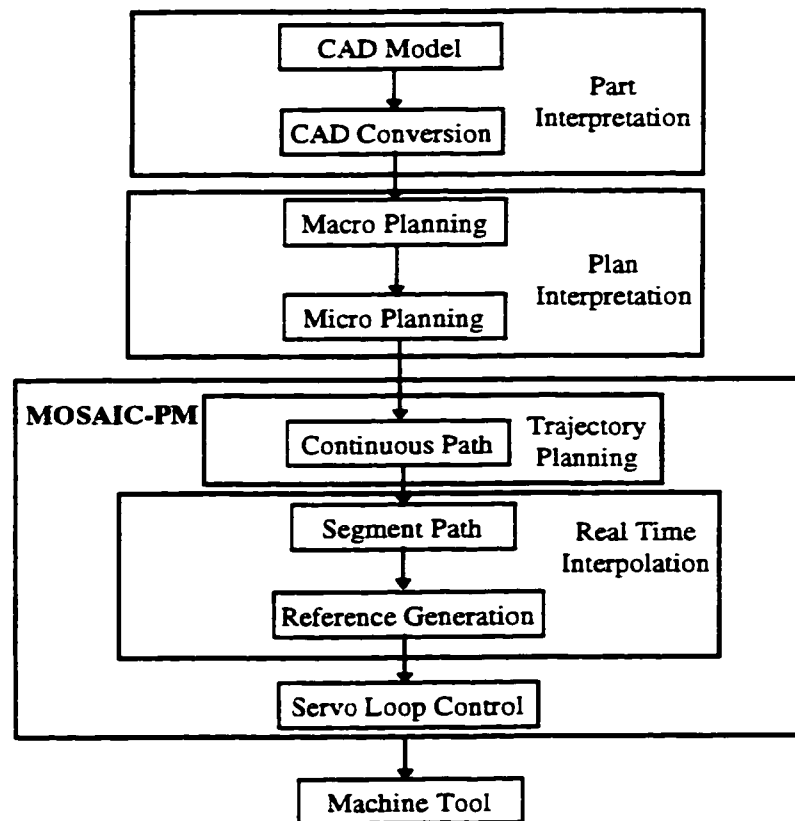 CAD Model
Part
Interpretation
CAD Conversion
Macro Planning
Plan
Interpretation
Micro Planning
MOSAIC-PM
Continuous Path
Trajectory
Planning
Segment Path
Real Time
Interpolation
Reference Generation
Servo Loop Control
Machine Tool